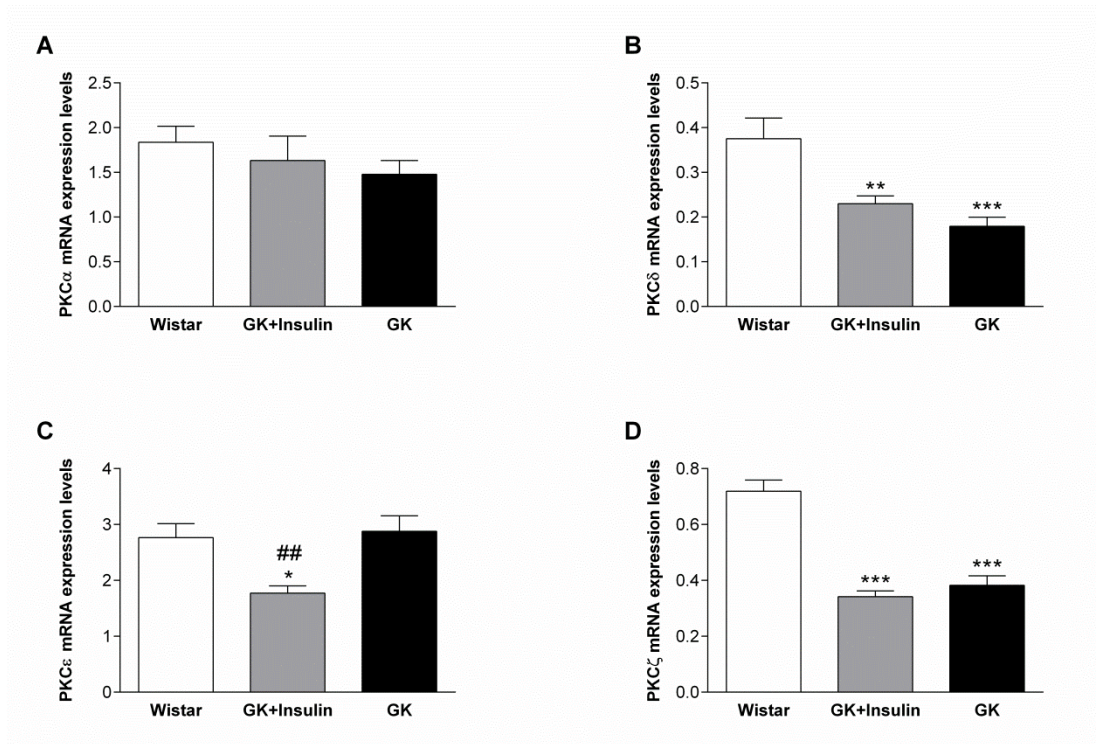 A
PKCα mRNA expression levels
2.5
2.0
1.5
1.0
0.5
0.0
Wistar GK+Insulin GK
B
PKCδ mRNA expression levels
0.5
0.4
0.3
0.2
0.1
0.0
**
***
Wistar GK+Insulin GK
C
PKCε mRNA expression levels
4
3
2
1
0
##
*
Wistar GK+Insulin GK
D
PKCζ mRNA expression levels
0.8
0.6
0.4
0.2
0.0
***
***
Wistar GK+Insulin GK